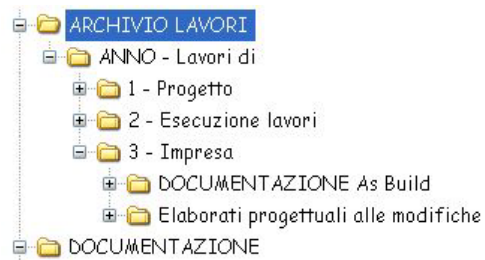 ARCHIVIO LAVORI
ANNO - Lavori di
1 - Progetto
2 - Esecuzione lavori
3 - Impresa
DOCUMENTAZIONE As Build
Elaborati progettuali alle modifiche
DOCUMENTAZIONE